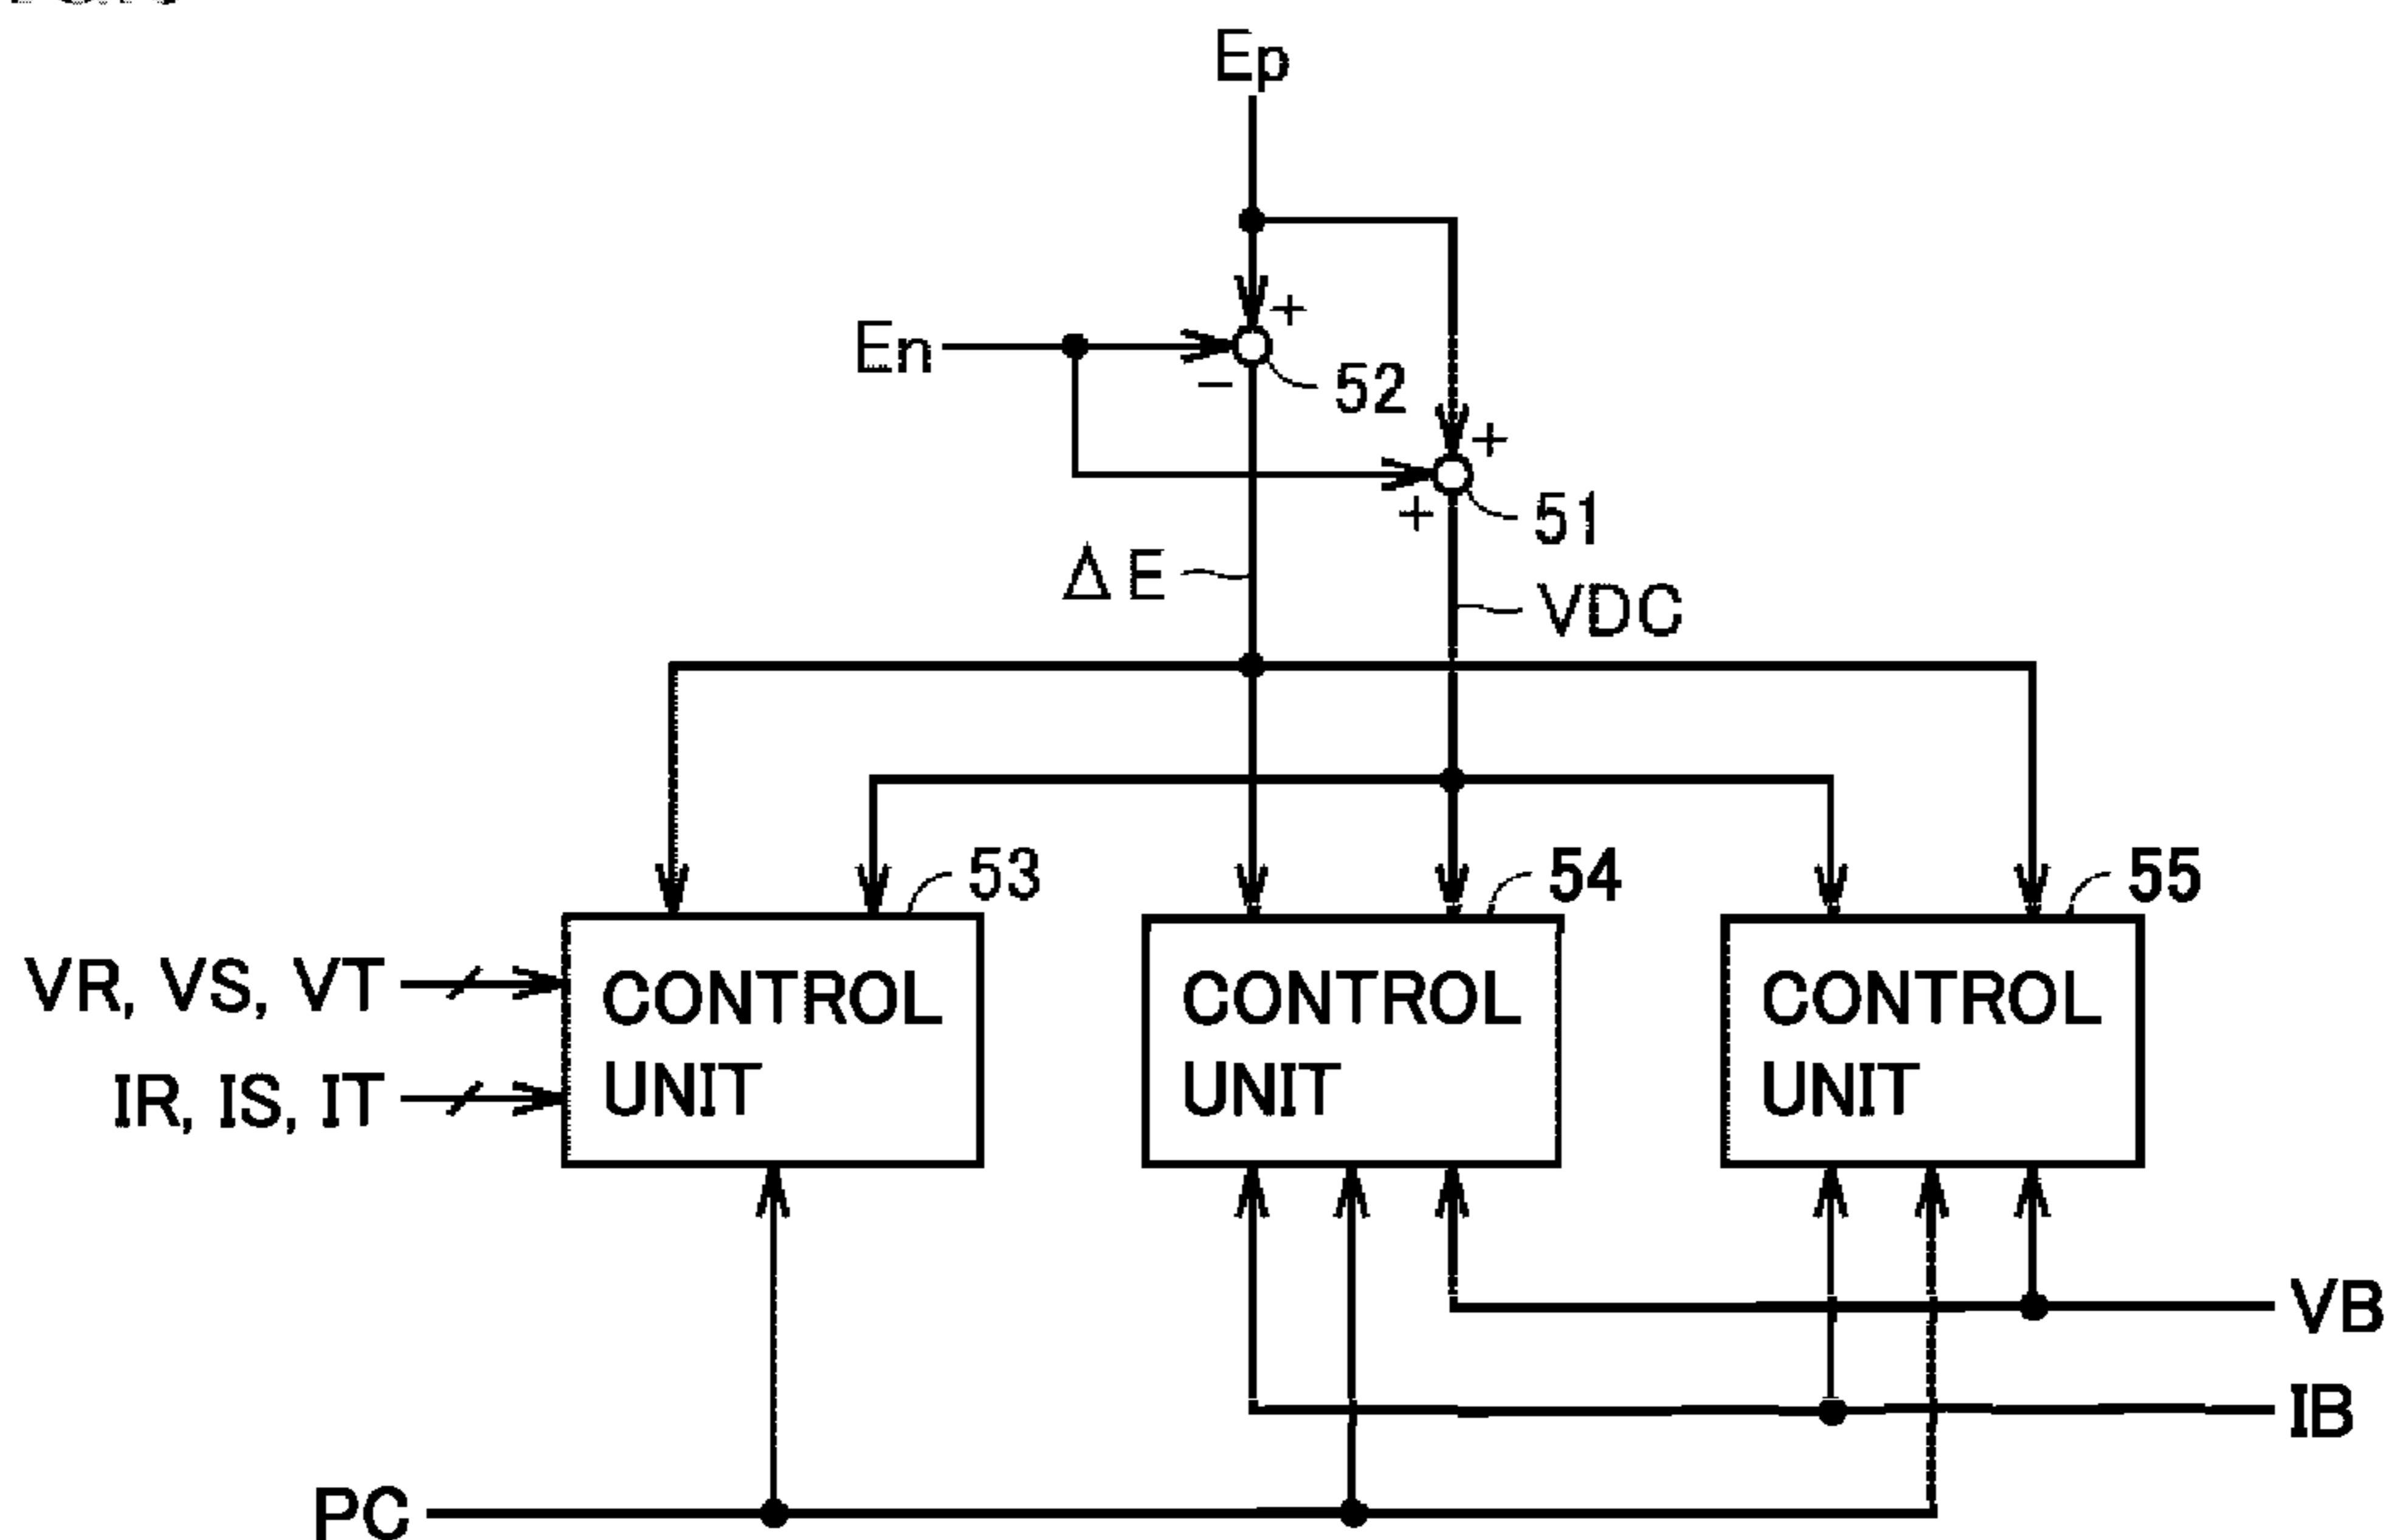 Ep
+
En
−
52
+
+
51
ΔE
VDC
53
54
55
VR, VS, VT
IR, IS, IT
CONTROL
UNIT
CONTROL
UNIT
CONTROL
UNIT
VB
IB
PC